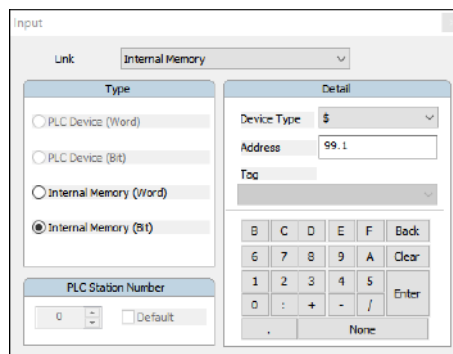 Input
Link Internal Memory
Type
PLC Device (Word)
PLC Device (Bit)
Internal Memory (Word)
Internal Memory (Bit)
PLC Station Number
0 Default
Detail
Device Type $
Address 99.1
Tag
B C D E F Back
6 7 8 9 A Clear
1 2 3 4 5 Enter
0 : + - /
. None